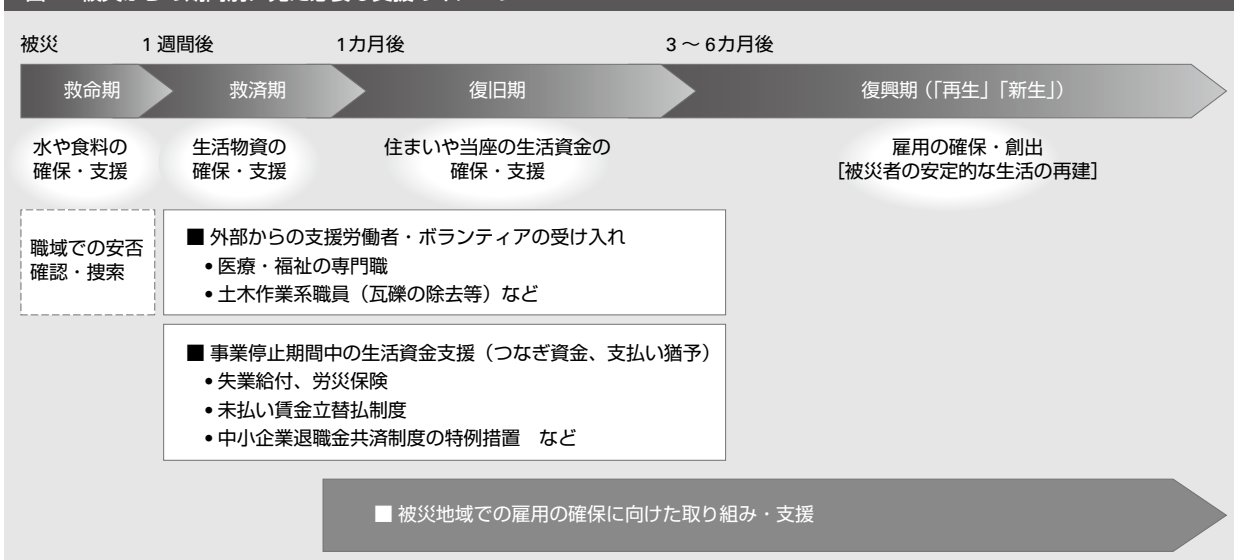 被災
1週間後
1カ月後
3～6カ月後
救命期
救済期
復旧期
復興期（「再生」「新生」）
水や食料の
確保・支援
生活物資の
確保・支援
住まいや当座の生活資金の
確保・支援
雇用の確保・創出
［被災者の安定的な生活の再建］
職域での安否
確認・捜索
■ 外部からの支援労働者・ボランティアの受け入れ
•医療・福祉の専門職
•土木作業系職員（瓦礫の除去等）など
■ 事業停止期間中の生活資金支援（つなぎ資金、支払い猶予）
•失業給付、労災保険
•未払い賃金立替払制度
•中小企業退職金共済制度の特例措置　など
■ 被災地域での雇用の確保に向けた取り組み・支援